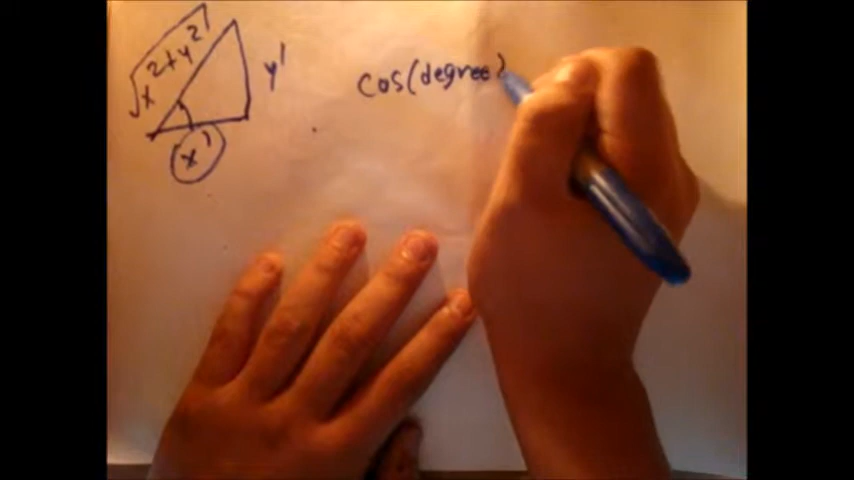 √x²+y²
y'
x'
cos(degree)